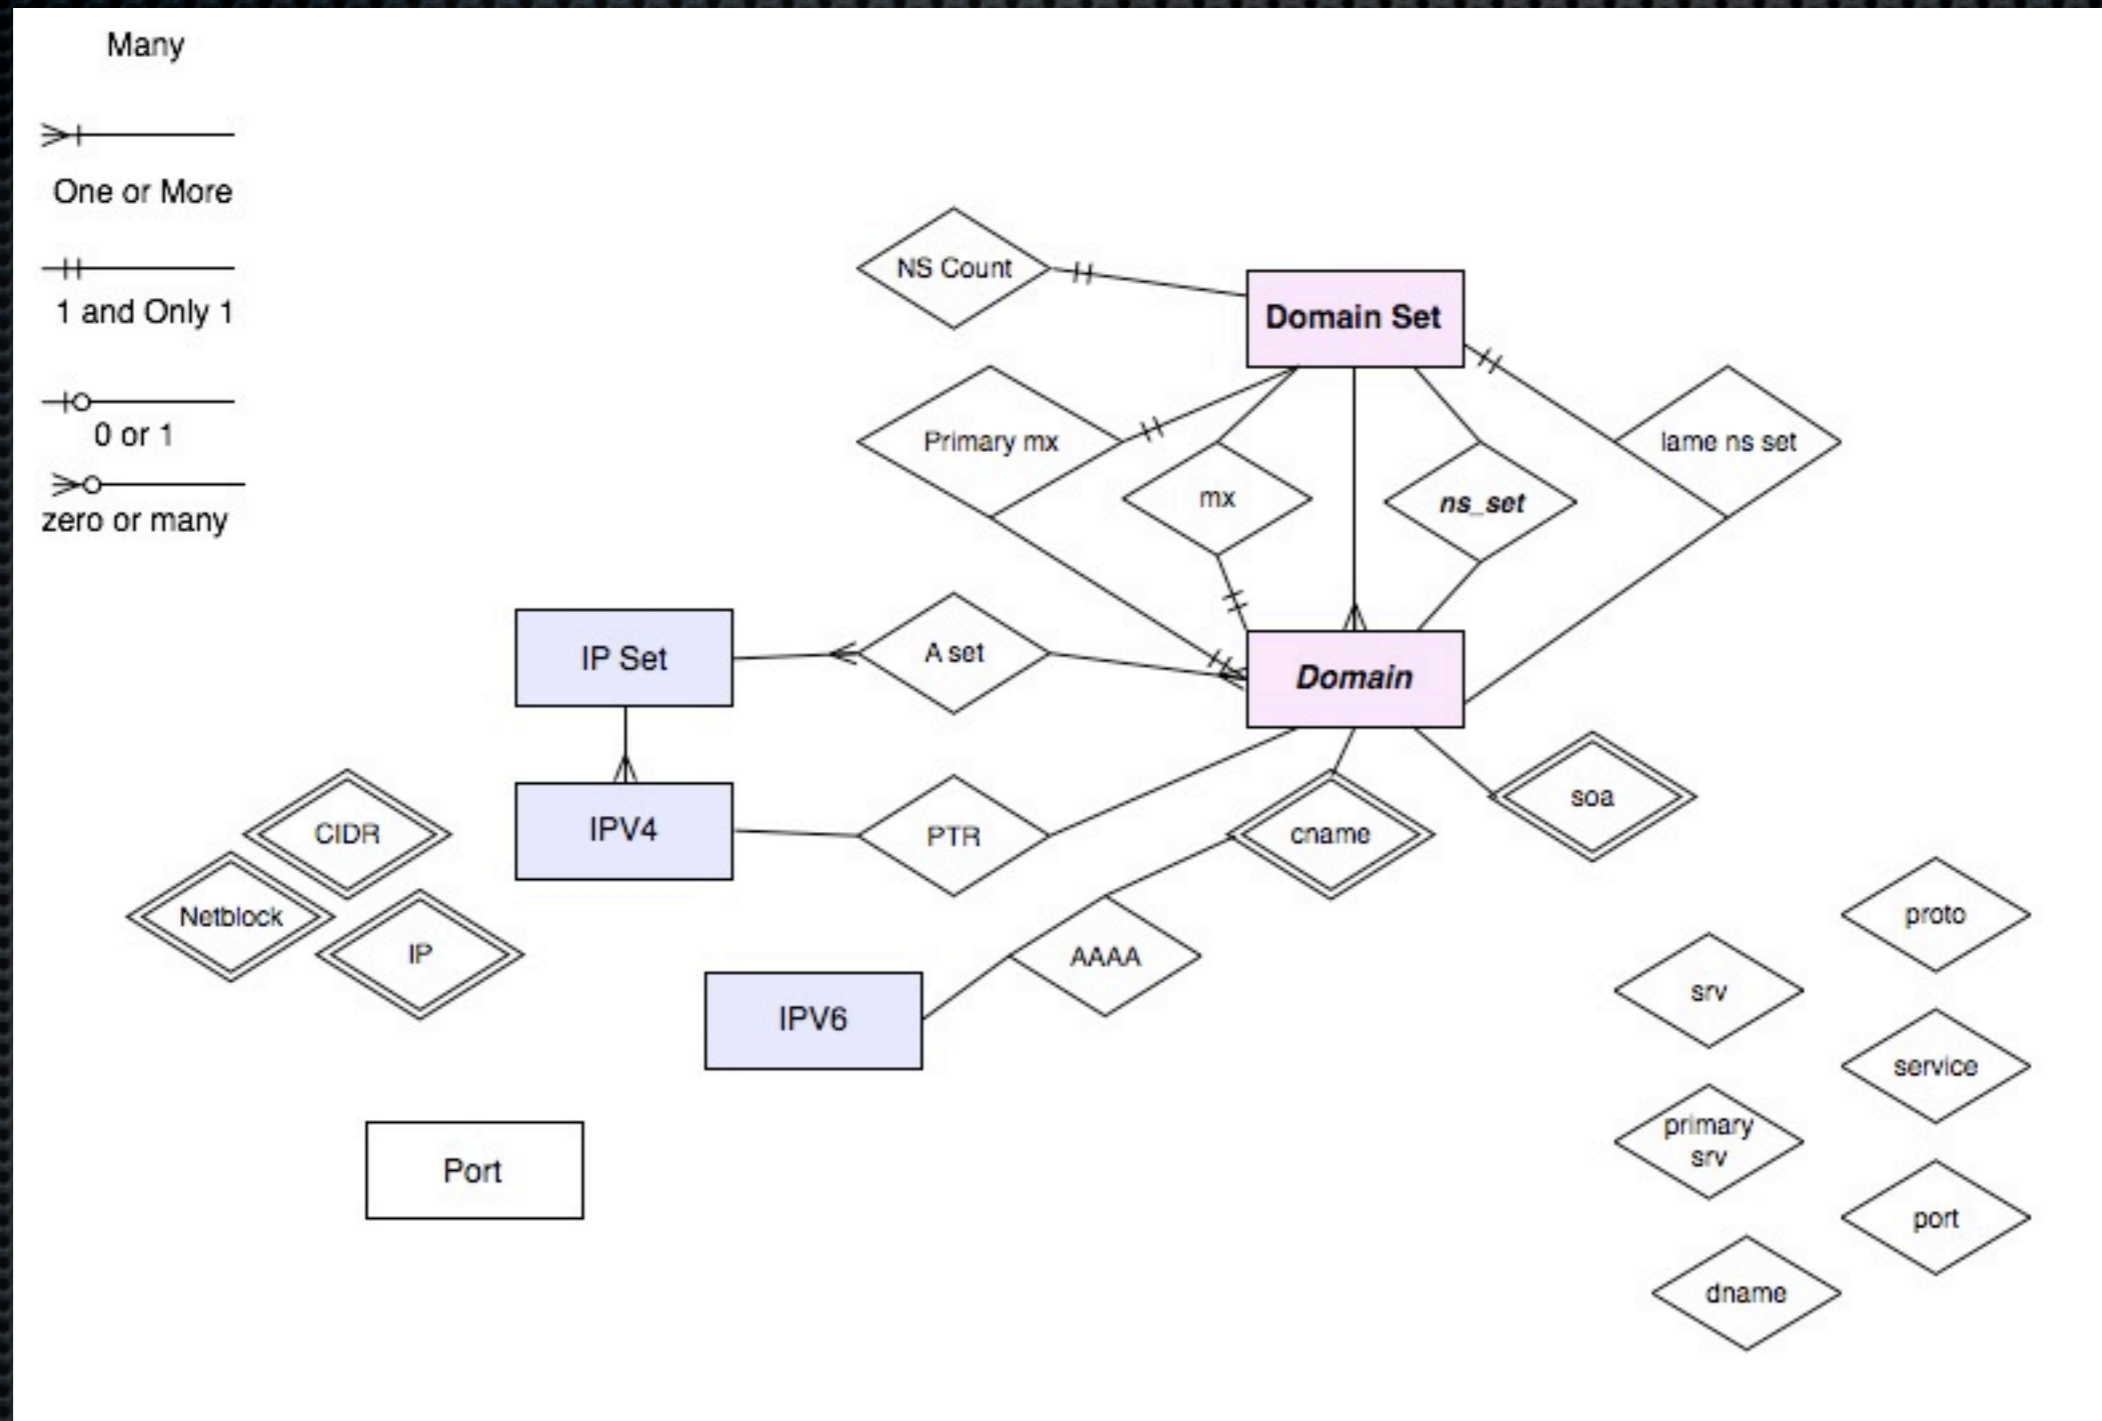 Many
One or More
1 and Only 1
0 or 1
zero or many
NS Count
Domain Set
Primary mx
mx
ns_set
lame ns set
IP Set
A set
Domain
IPV4
PTR
cname
soa
CIDR
Netblock
IP
AAAA
IPV6
Port
proto
srv
service
primary
srv
port
dname